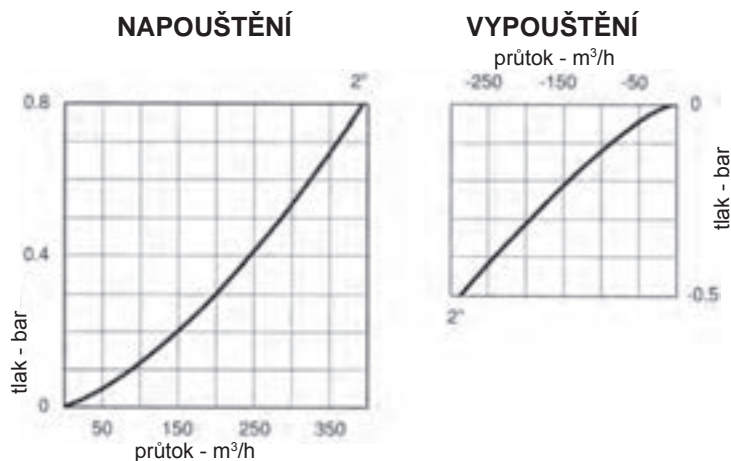 NAPOUŠTĚNÍ
2"
0.8
0.4
0
tlak - bar
50 150 250 350
průtok - m³/h
VYPOUŠTĚNÍ
průtok - m³/h
-250 -150 -50
0
tlak - bar
-0.5
2"